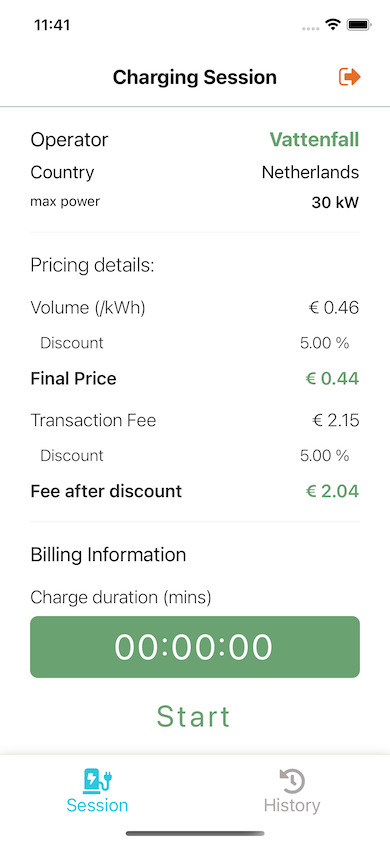 11:41
Charging Session
Operator Vattenfall
Country Netherlands
max power 30 kW
Pricing details:
Volume (/kWh) € 0.46
Discount 5.00 %
Final Price € 0.44
Transaction Fee € 2.15
Discount 5.00 %
Fee after discount € 2.04
Billing Information
Charge duration (mins)
00:00:00
Start
Session History